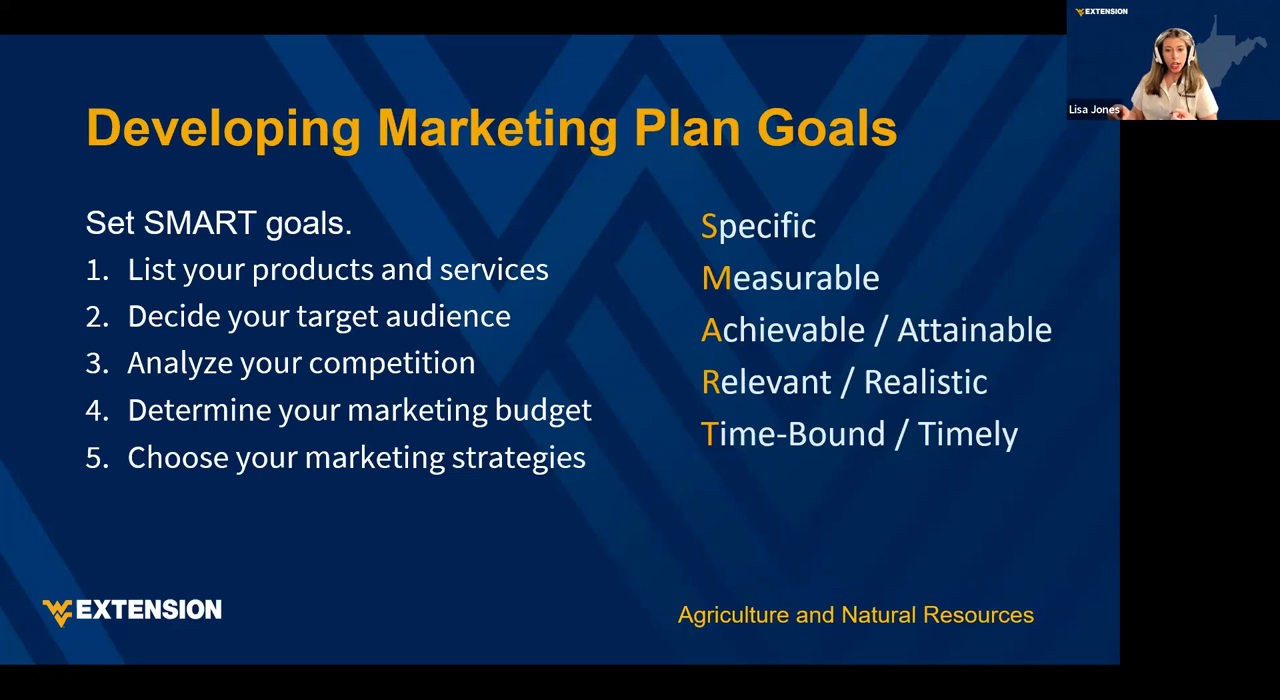 EXTENSION
Lisa Jones
Developing Marketing Plan Goals
Set SMART goals.
1. List your products and services
2. Decide your target audience
3. Analyze your competition
4. Determine your marketing budget
5. Choose your marketing strategies
Specific
Measurable
Achievable / Attainable
Relevant / Realistic
Time-Bound / Timely
EXTENSION
Agriculture and Natural Resources